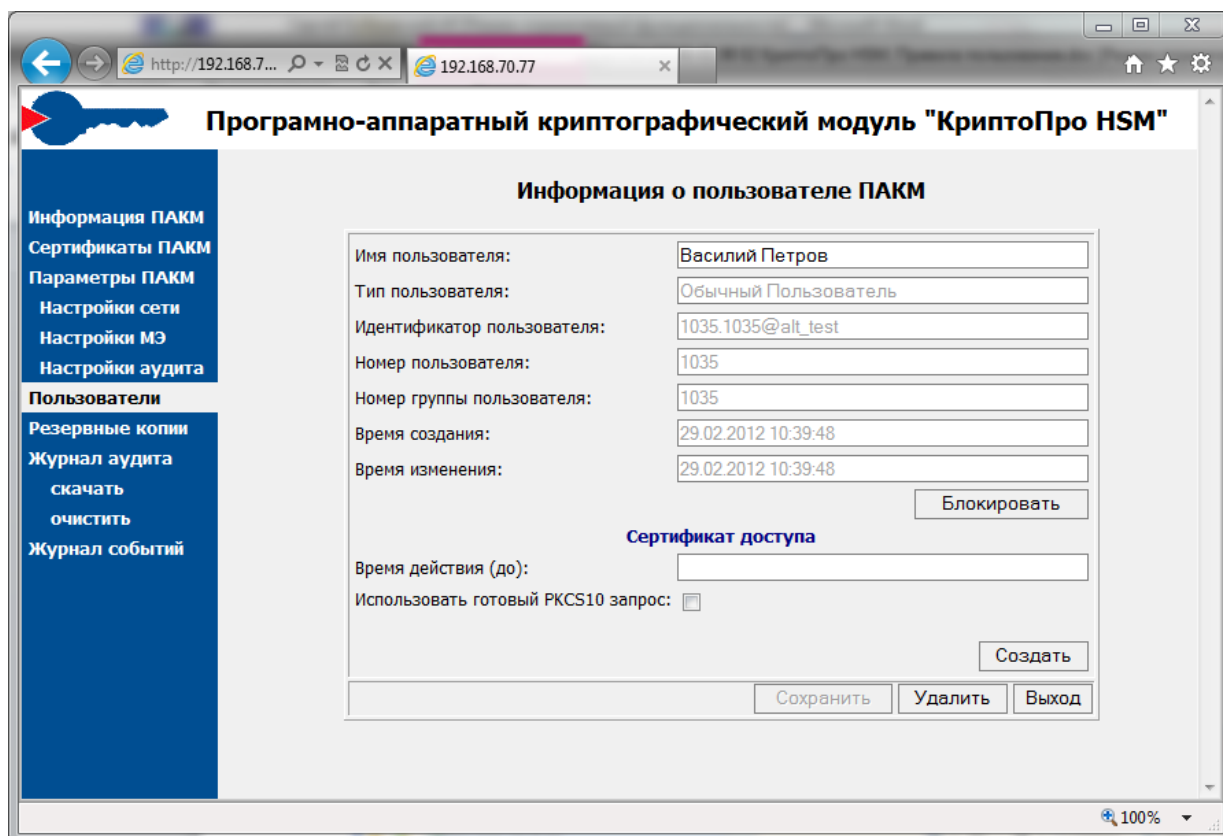 http://192.168.7...
192.168.70.77
Програмно-аппаратный криптографический модуль "КриптоПро HSM"
Информация ПАКМ
Сертификаты ПАКМ
Параметры ПАКМ
Настройки сети
Настройки МЭ
Настройки аудита
Пользователи
Резервные копии
Журнал аудита
скачать
очистить
Журнал событий
Информация о пользователе ПАКМ
Имя пользователя: Василий Петров
Тип пользователя: Обычный Пользователь
Идентификатор пользователя: 1035.1035@alt_test
Номер пользователя: 1035
Номер группы пользователя: 1035
Время создания: 29.02.2012 10:39:48
Время изменения: 29.02.2012 10:39:48
Блокировать
Сертификат доступа
Время действия (до):
Использовать готовый PKCS10 запрос:
Создать
Сохранить Удалить Выход
100%